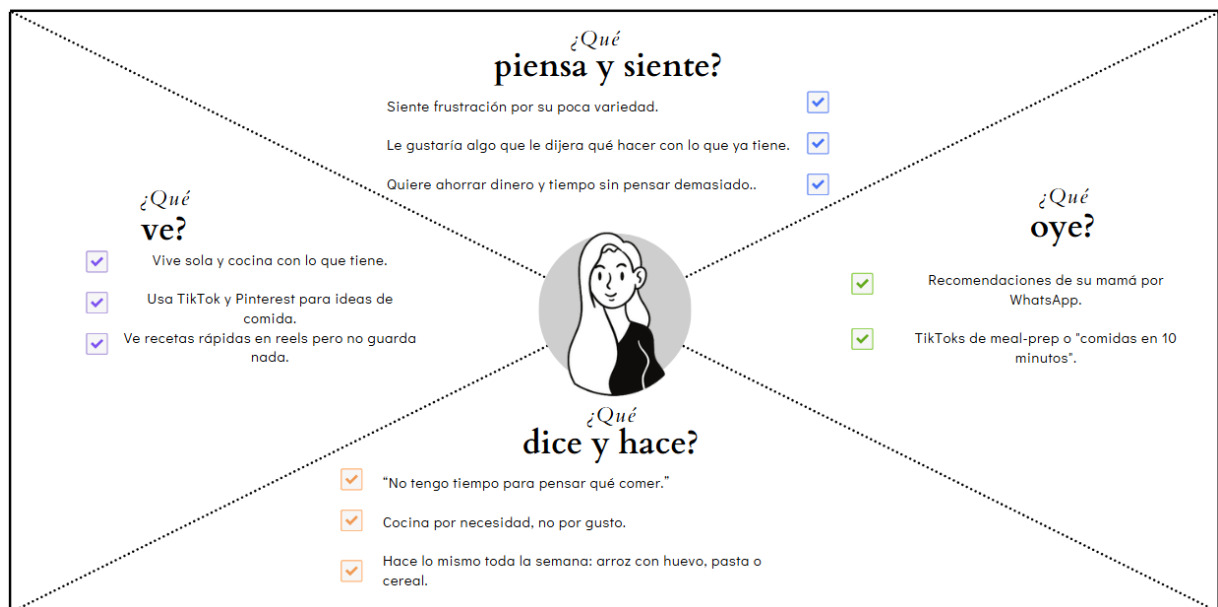 ¿Qué
piensa y siente?
Siente frustración por su poca variedad.
Le gustaría algo que le dijera qué hacer con lo que ya tiene.
Quiere ahorrar dinero y tiempo sin pensar demasiado..
¿Qué
ve?
Vive sola y cocina con lo que tiene.
Usa TikTok y Pinterest para ideas de
comida.
Ve recetas rápidas en reels pero no guarda
nada.
¿Qué
oye?
Recomendaciones de su mamá por
WhatsApp.
TikToks de meal-prep o "comidas en 10
minutos".
¿Qué
dice y hace?
“No tengo tiempo para pensar qué comer.”
Cocina por necesidad, no por gusto.
Hace lo mismo toda la semana: arroz con huevo, pasta o
cereal.